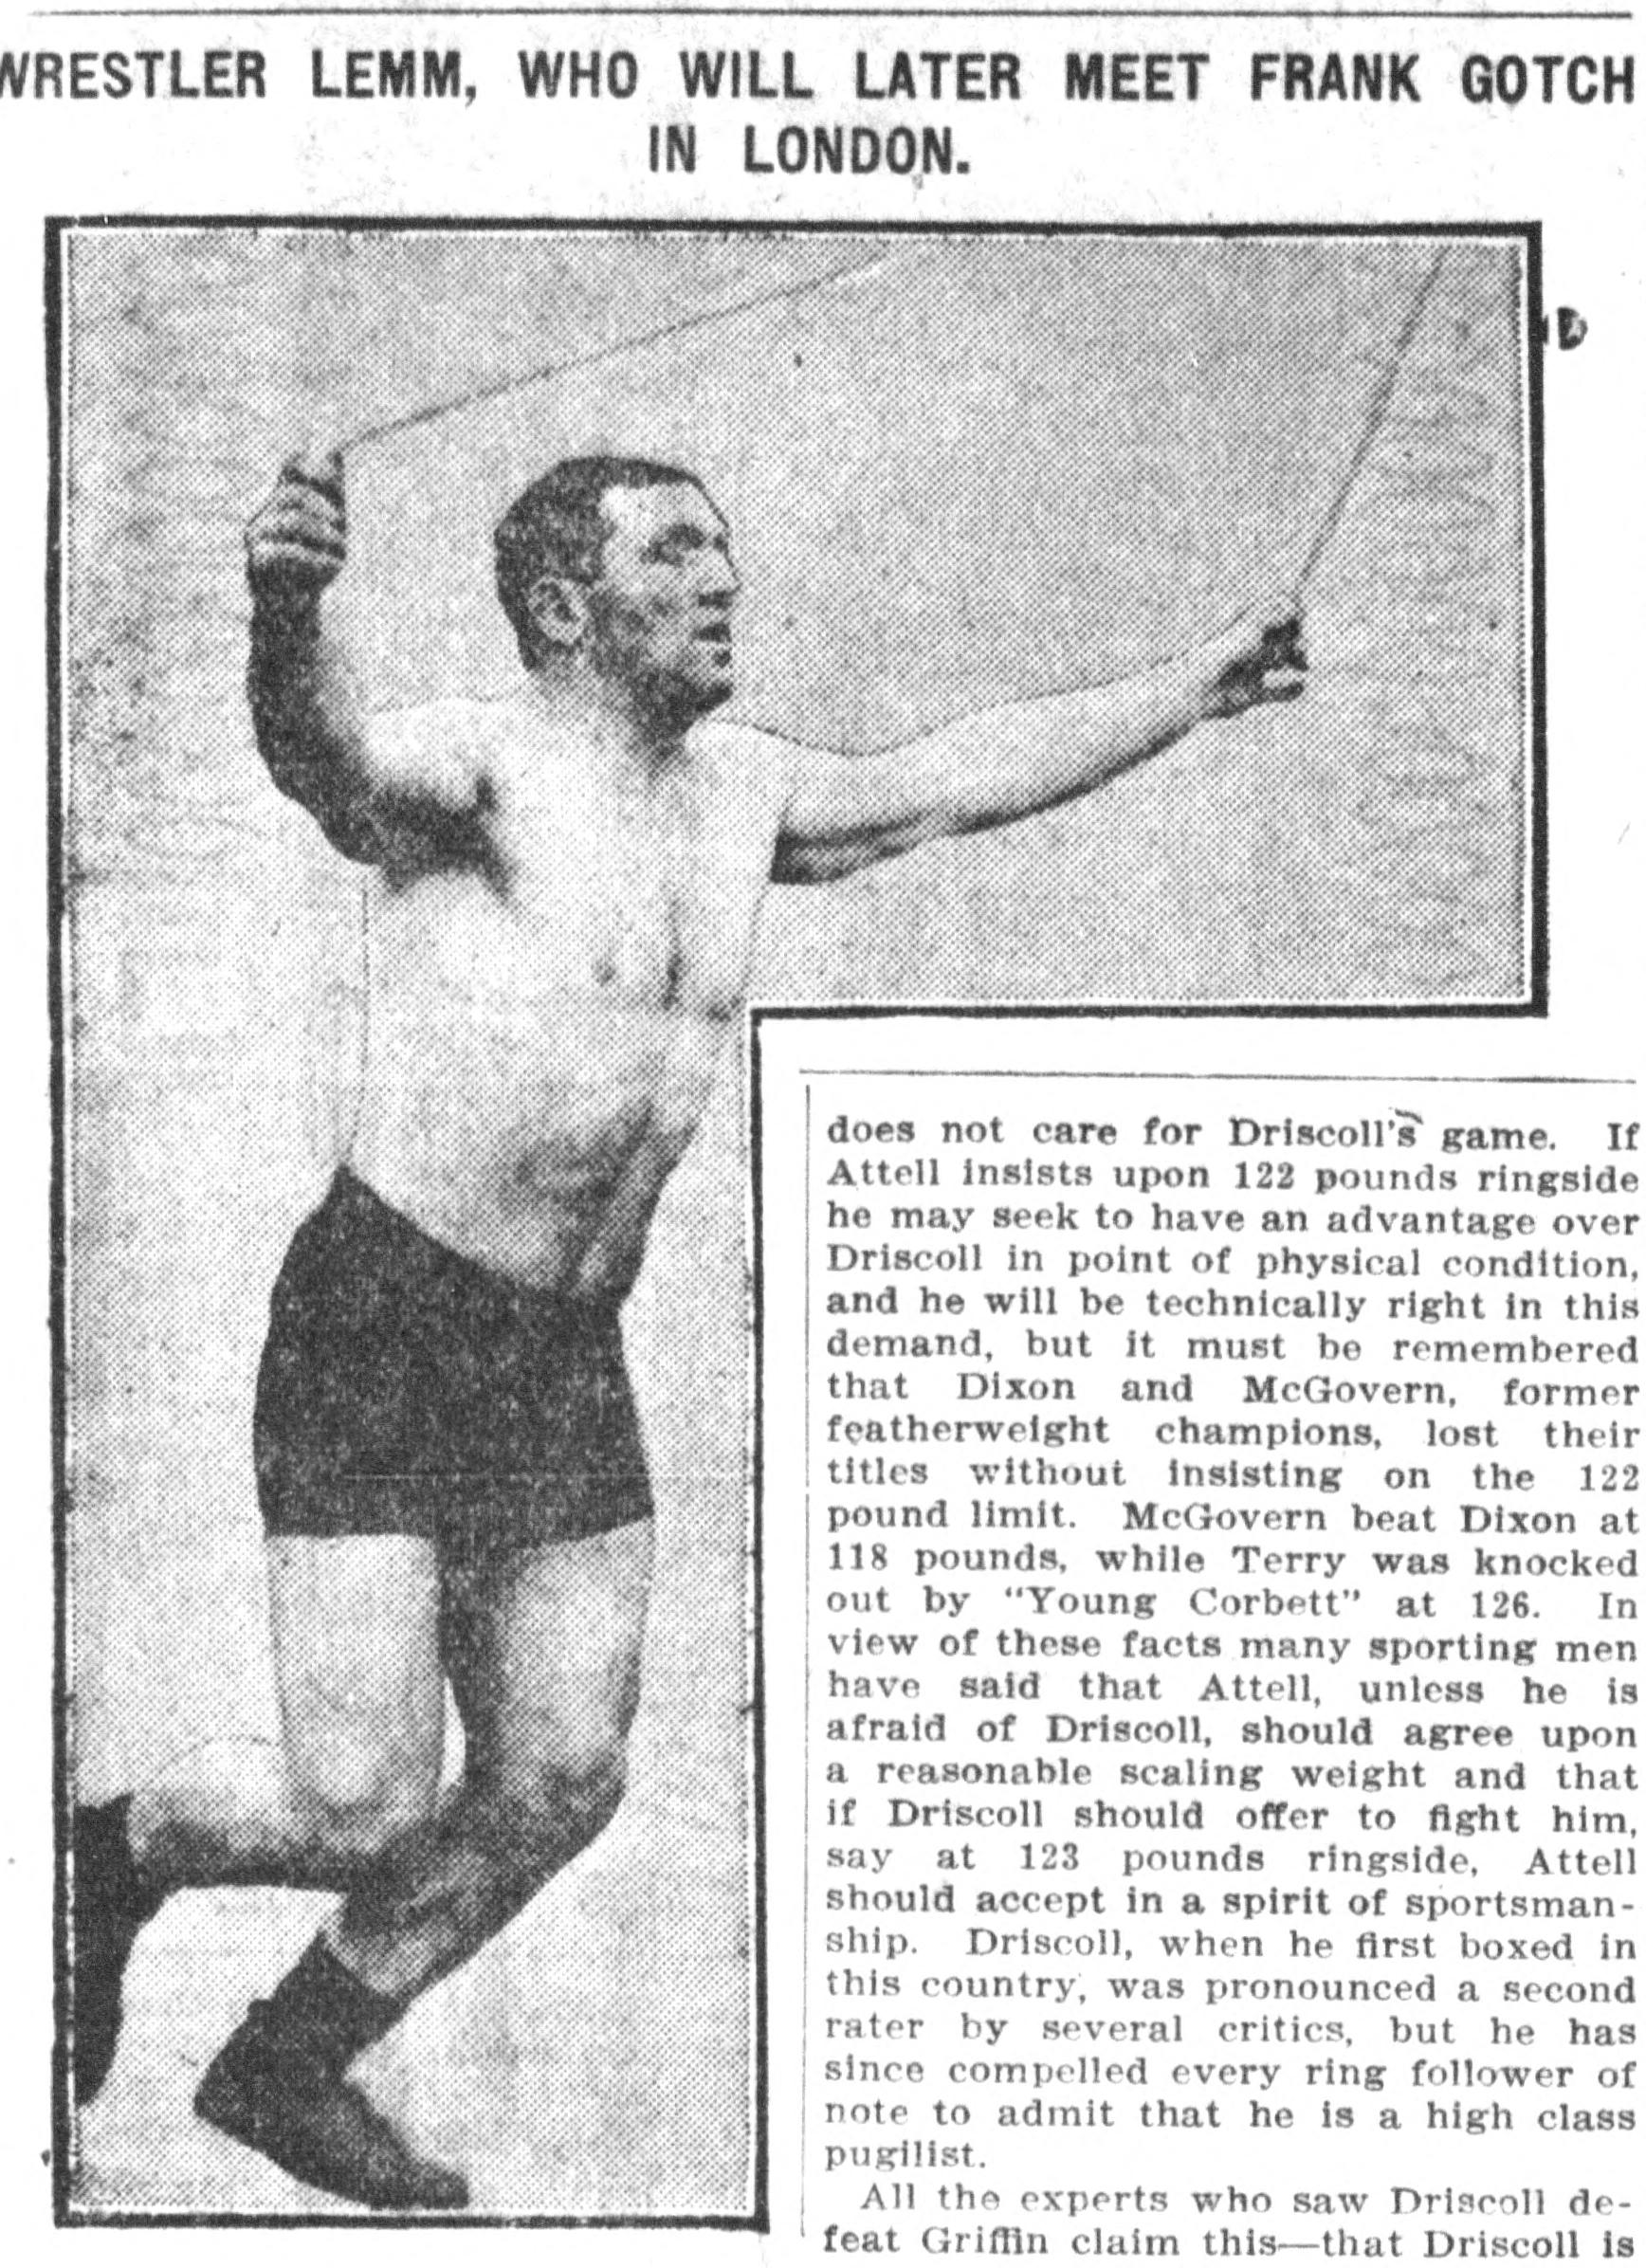 WRESTLER LEMM, WHO WILL LATER MEET FRANK GOTCH
IN LONDON.
does not care for Driscoll's game. If
Attell insists upon 122 pounds ringside
he may seek to have an advantage over
Driscoll in point of physical condition,
and he will be technically right in this
demand, but it must be remembered
that Dixon and McGovern, former
featherweight champions, lost their
titles without insisting on the 122
pound limit. McGovern beat Dixon at
118 pounds, while Terry was knocked
out by "Young Corbett" at 126. In
view of these facts many sporting men
have said that Attell, unless he is
afraid of Driscoll, should agree upon
a reasonable scaling weight and that
if Driscoll should offer to fight him,
say at 123 pounds ringside, Attell
should accept in a spirit of sportsman-
ship. Driscoll, when he first boxed in
this country, was pronounced a second
rater by several critics, but he has
since compelled every ring follower of
note to admit that he is a high class
pugilist.
All the experts who saw Driscoll de-
feat Griffin claim this—that Driscoll is